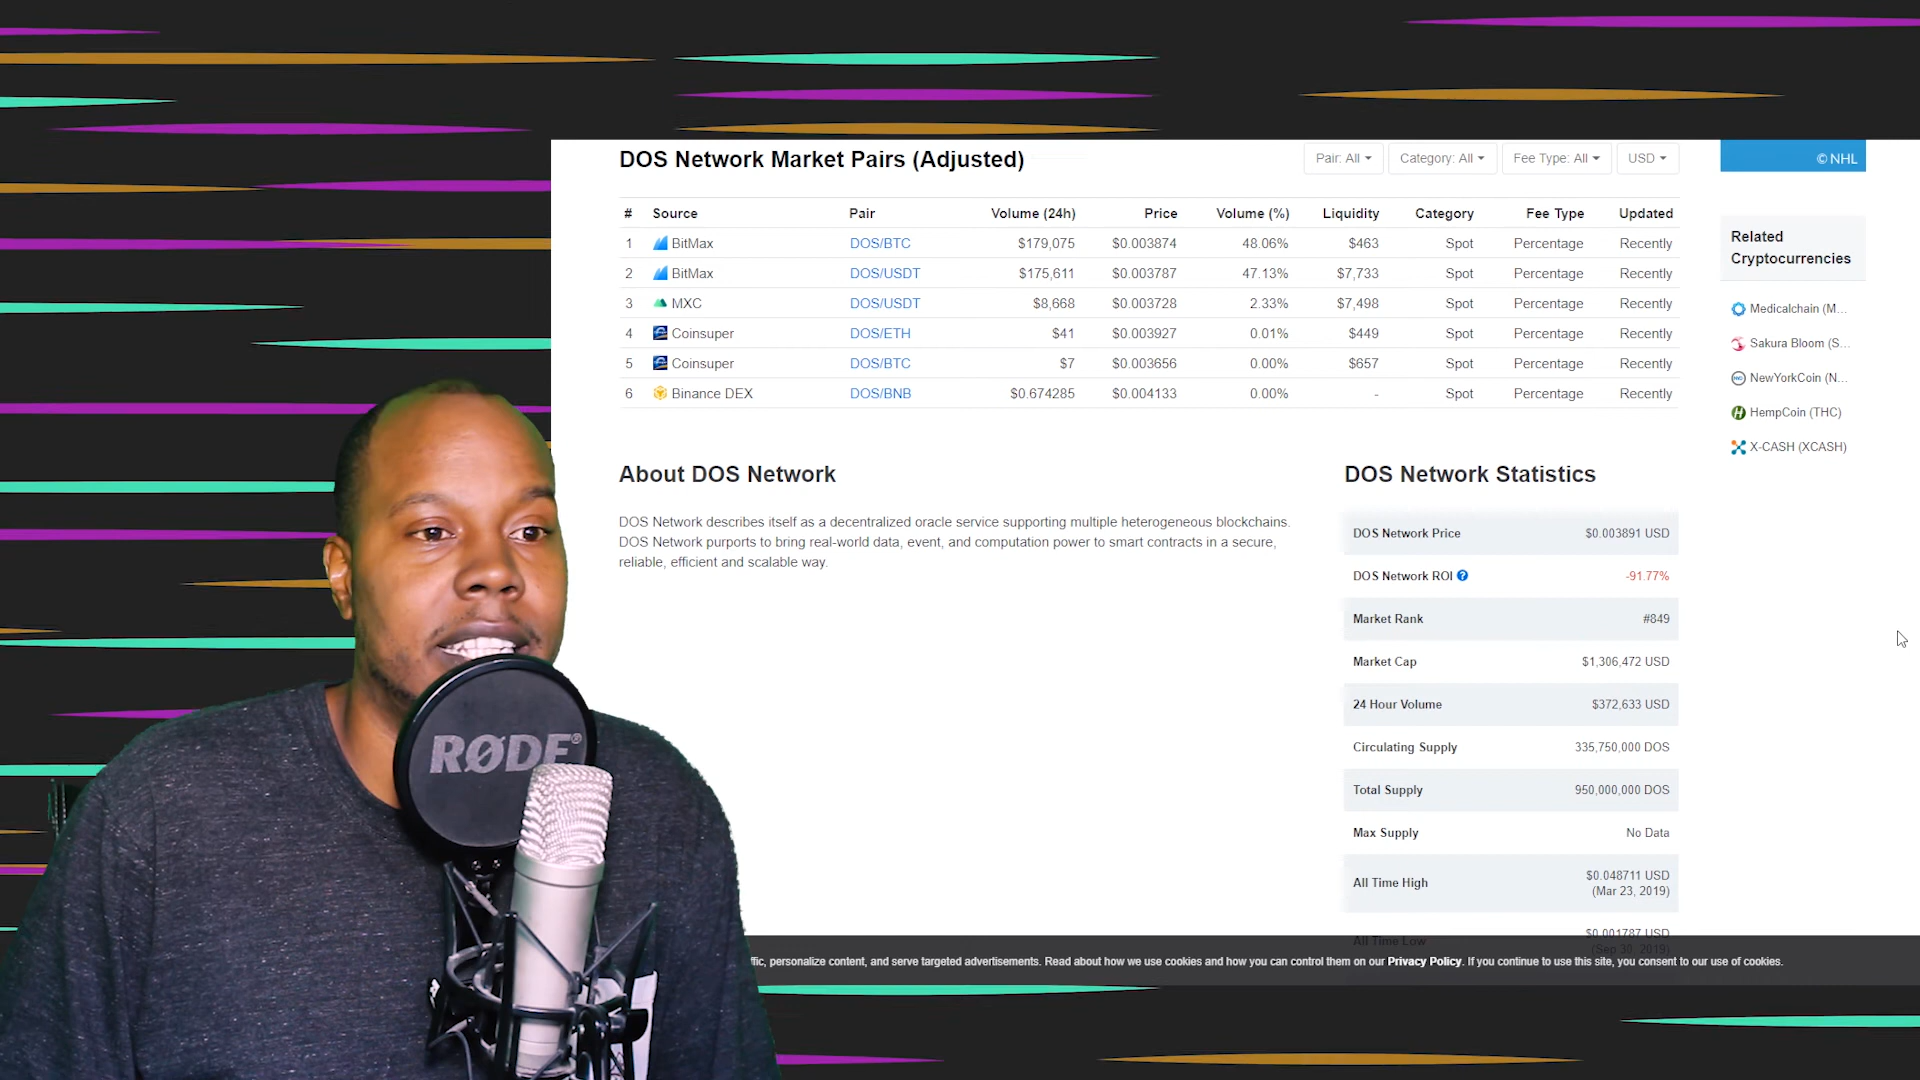 DOS Network Market Pairs (Adjusted)
Pair: All
Category: All
Fee Type: All
USD
© NHL
# Source Pair Volume (24h) Price Volume (%) Liquidity Category Fee Type Updated
1 BitMax DOS/BTC $179,075 $0.003874 48.06% $463 Spot Percentage Recently
2 BitMax DOS/USDT $175,611 $0.003787 47.13% $7,733 Spot Percentage Recently
3 MXC DOS/USDT $8,668 $0.003728 2.33% $7,498 Spot Percentage Recently
4 Coinsuper DOS/ETH $41 $0.003927 0.01% $449 Spot Percentage Recently
5 Coinsuper DOS/BTC $7 $0.003656 0.00% $657 Spot Percentage Recently
6 Binance DEX DOS/BNB $0.674285 $0.004133 0.00% - Spot Percentage Recently
Related
Cryptocurrencies
Medicalchain (M...
Sakura Bloom (S...
NewYorkCoin (N...
HempCoin (THC)
X-CASH (XCASH)
About DOS Network
DOS Network describes itself as a decentralized oracle service supporting multiple heterogeneous blockchains.
DOS Network purports to bring real-world data, event, and computation power to smart contracts in a secure,
reliable, efficient and scalable way.
DOS Network Statistics
DOS Network Price $0.003891 USD
DOS Network ROI -91.77%
Market Rank #849
Market Cap $1,306,472 USD
24 Hour Volume $372,633 USD
Circulating Supply 335,750,000 DOS
Total Supply 950,000,000 DOS
Max Supply No Data
All Time High $0.048711 USD
(Mar 23, 2019)
All Time Low $0.001787 USD
(Sep 30, 2019)
ffic, personalize content, and serve targeted advertisements. Read about how we use cookies and how you can control them on our Privacy Policy. If you continue to use this site, you consent to our use of cookies.
RØDE®